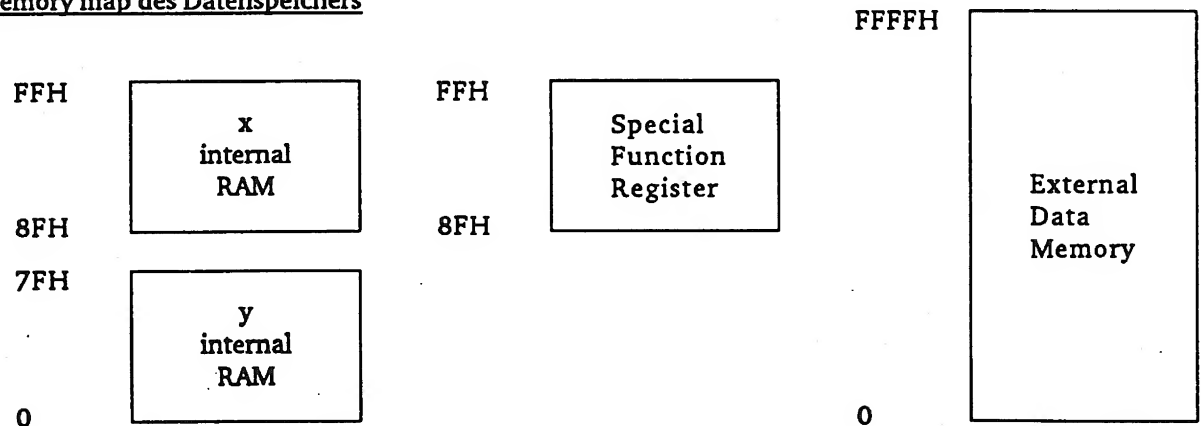 emory map des Datenspeichers
FFFFH
FFH
x
internal
RAM
8FH
7FH
y
internal
RAM
0
FFH
Special
Function
Register
8FH
External
Data
Memory
0